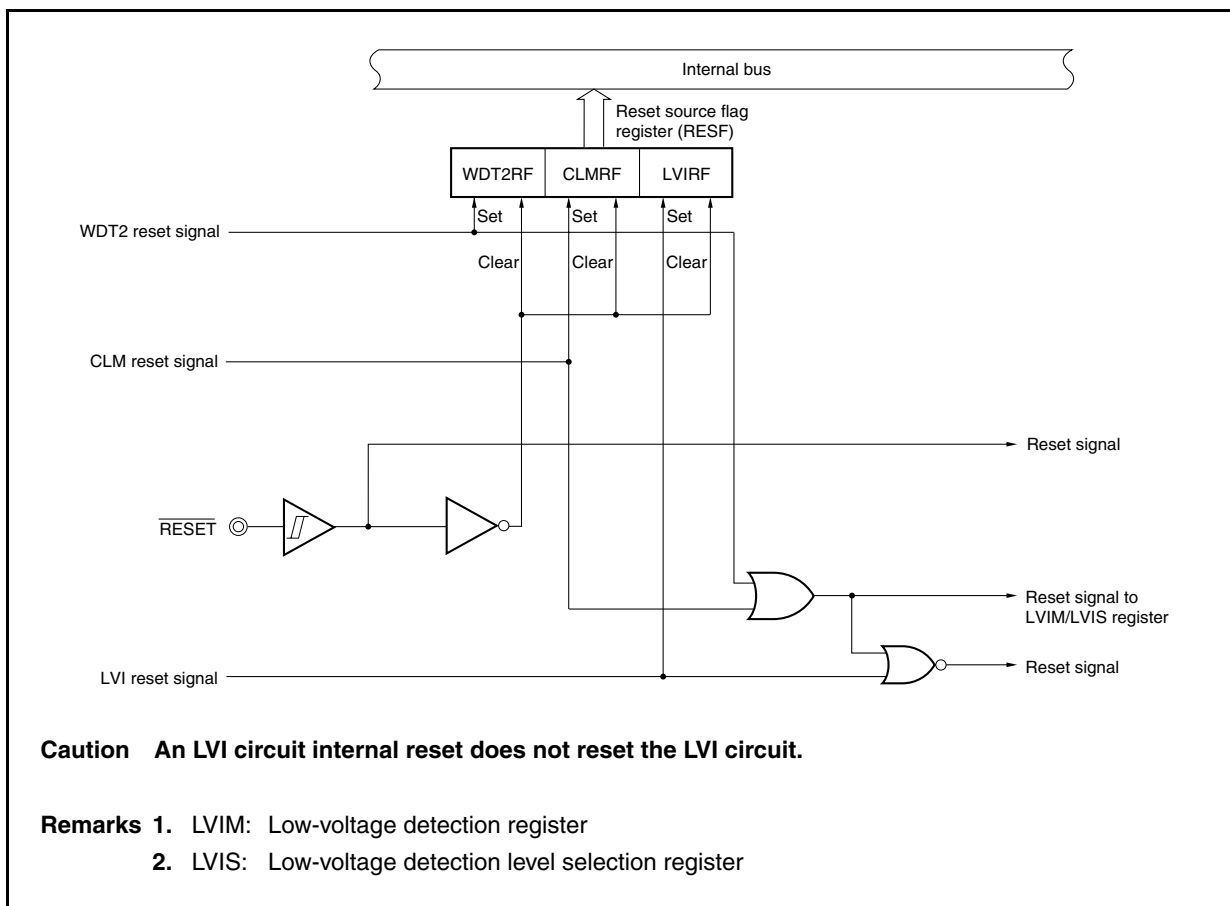 Internal bus
Reset source flag
register (RESF)
WDT2RF CLMRF LVIRF
Set Set Set
WDT2 reset signal
Clear Clear Clear
CLM reset signal
Reset signal
RESET
Reset signal to
LVIM/LVIS register
Reset signal
LVI reset signal
Caution An LVI circuit internal reset does not reset the LVI circuit.
Remarks 1. LVIM: Low-voltage detection register
2. LVIS: Low-voltage detection level selection register